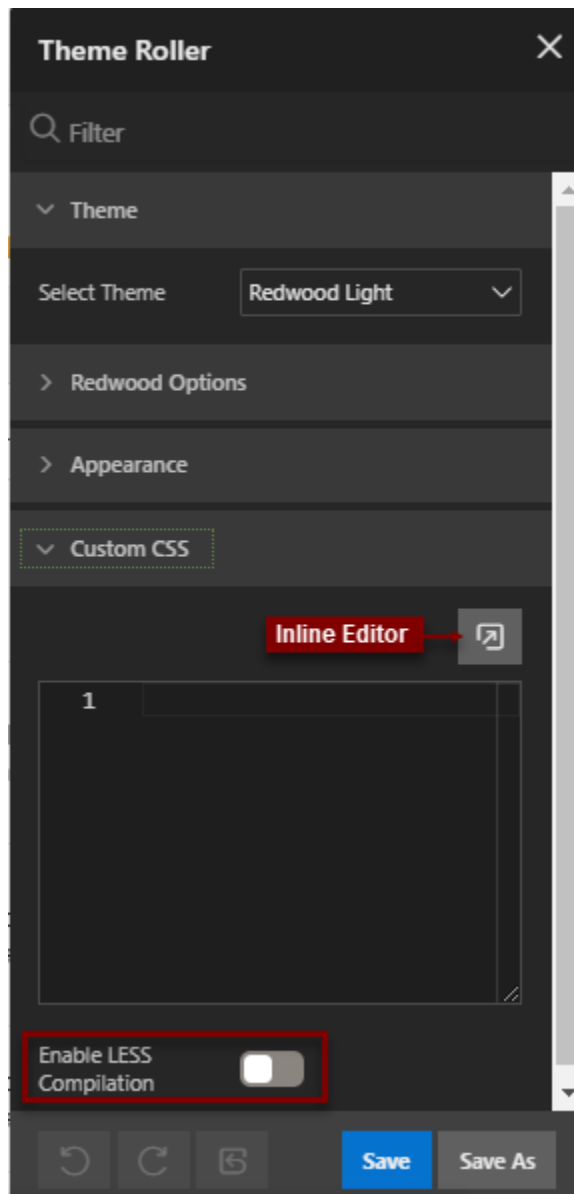 Theme Roller
Filter
Theme
Select Theme
Redwood Light
Redwood Options
Appearance
Custom CSS
Inline Editor
1
Enable LESS
Compilation
Save
Save As